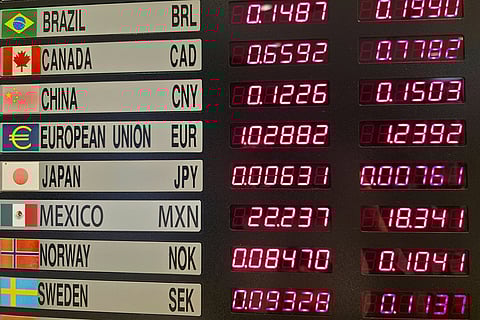 BRAZIL BRL 0.1487 0.1990
CANADA CAD 0.6592 0.7782
CHINA CNY 0.1226 0.1503
EUROPEAN UNION EUR 1.02882 1.2392
JAPAN JPY 0.00631 0.00761
MEXICO MXN 22.237 18.341
NORWAY NOK 0.08470 0.1041
SWEDEN SEK 0.09328 0.1137